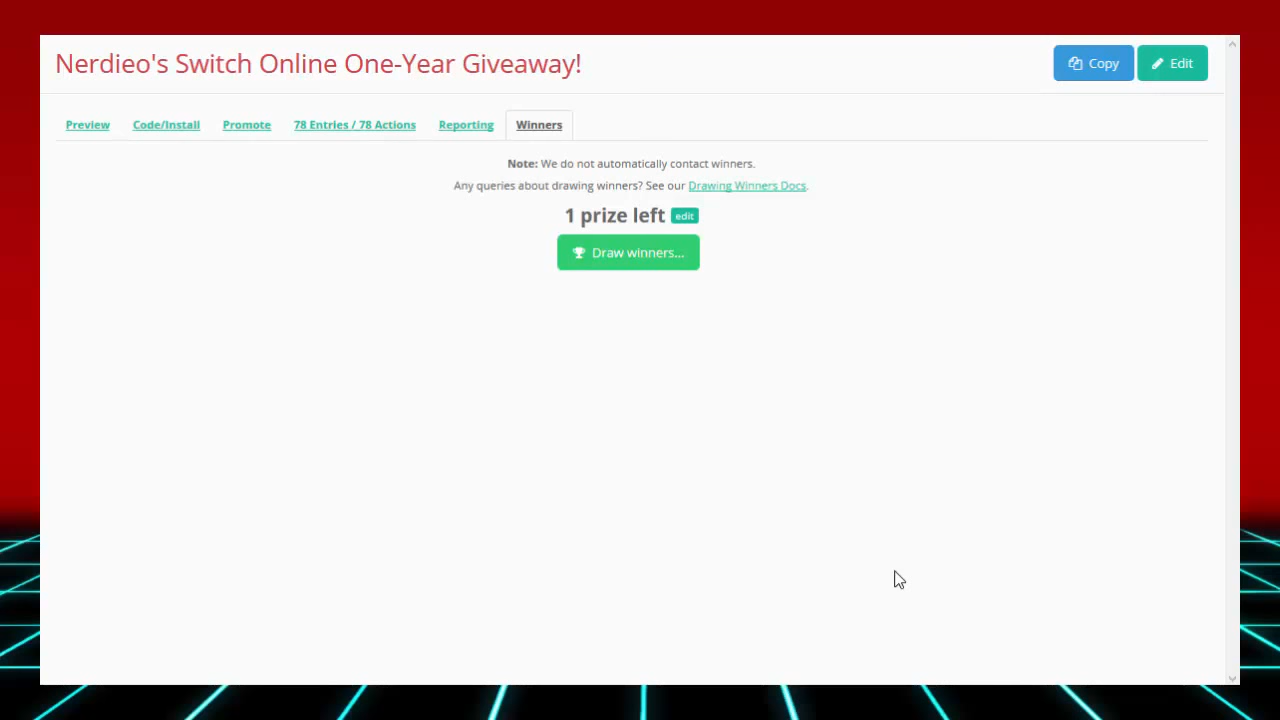 Nerdieo's Switch Online One-Year Giveaway!
Copy
Edit
Preview
Code/Install
Promote
78 Entries / 78 Actions
Reporting
Winners
Note: We do not automatically contact winners.
Any queries about drawing winners? See our Drawing Winners Docs.
1 prize left edit
Draw winners...